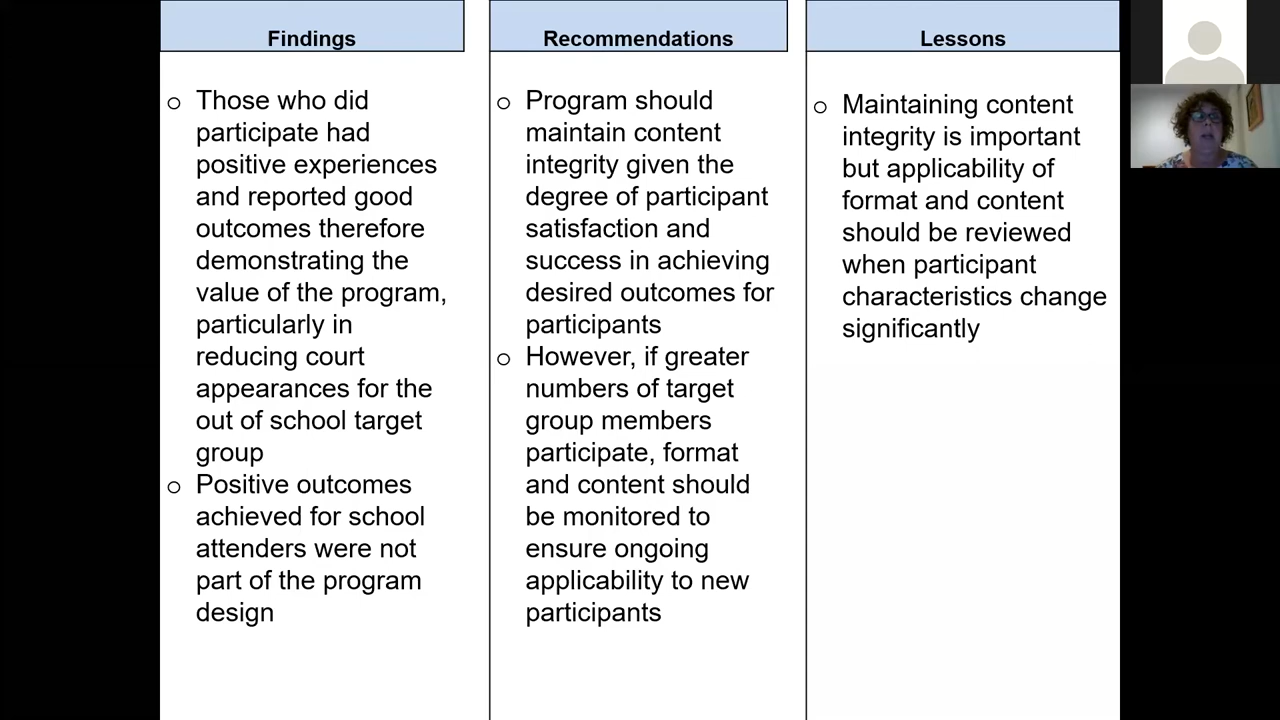 Findings
Those who did
participate had
positive experiences
and reported good
outcomes therefore
demonstrating the
value of the program,
particularly in
reducing court
appearances for the
out of school target
group
Positive outcomes
achieved for school
attenders were not
part of the program
design
Recommendations
Program should
maintain content
integrity given the
degree of participant
satisfaction and
success in achieving
desired outcomes for
participants
However, if greater
numbers of target
group members
participate, format
and content should
be monitored to
ensure ongoing
applicability to new
participants
Lessons
Maintaining content
integrity is important
but applicability of
format and content
should be reviewed
when participant
characteristics change
significantly